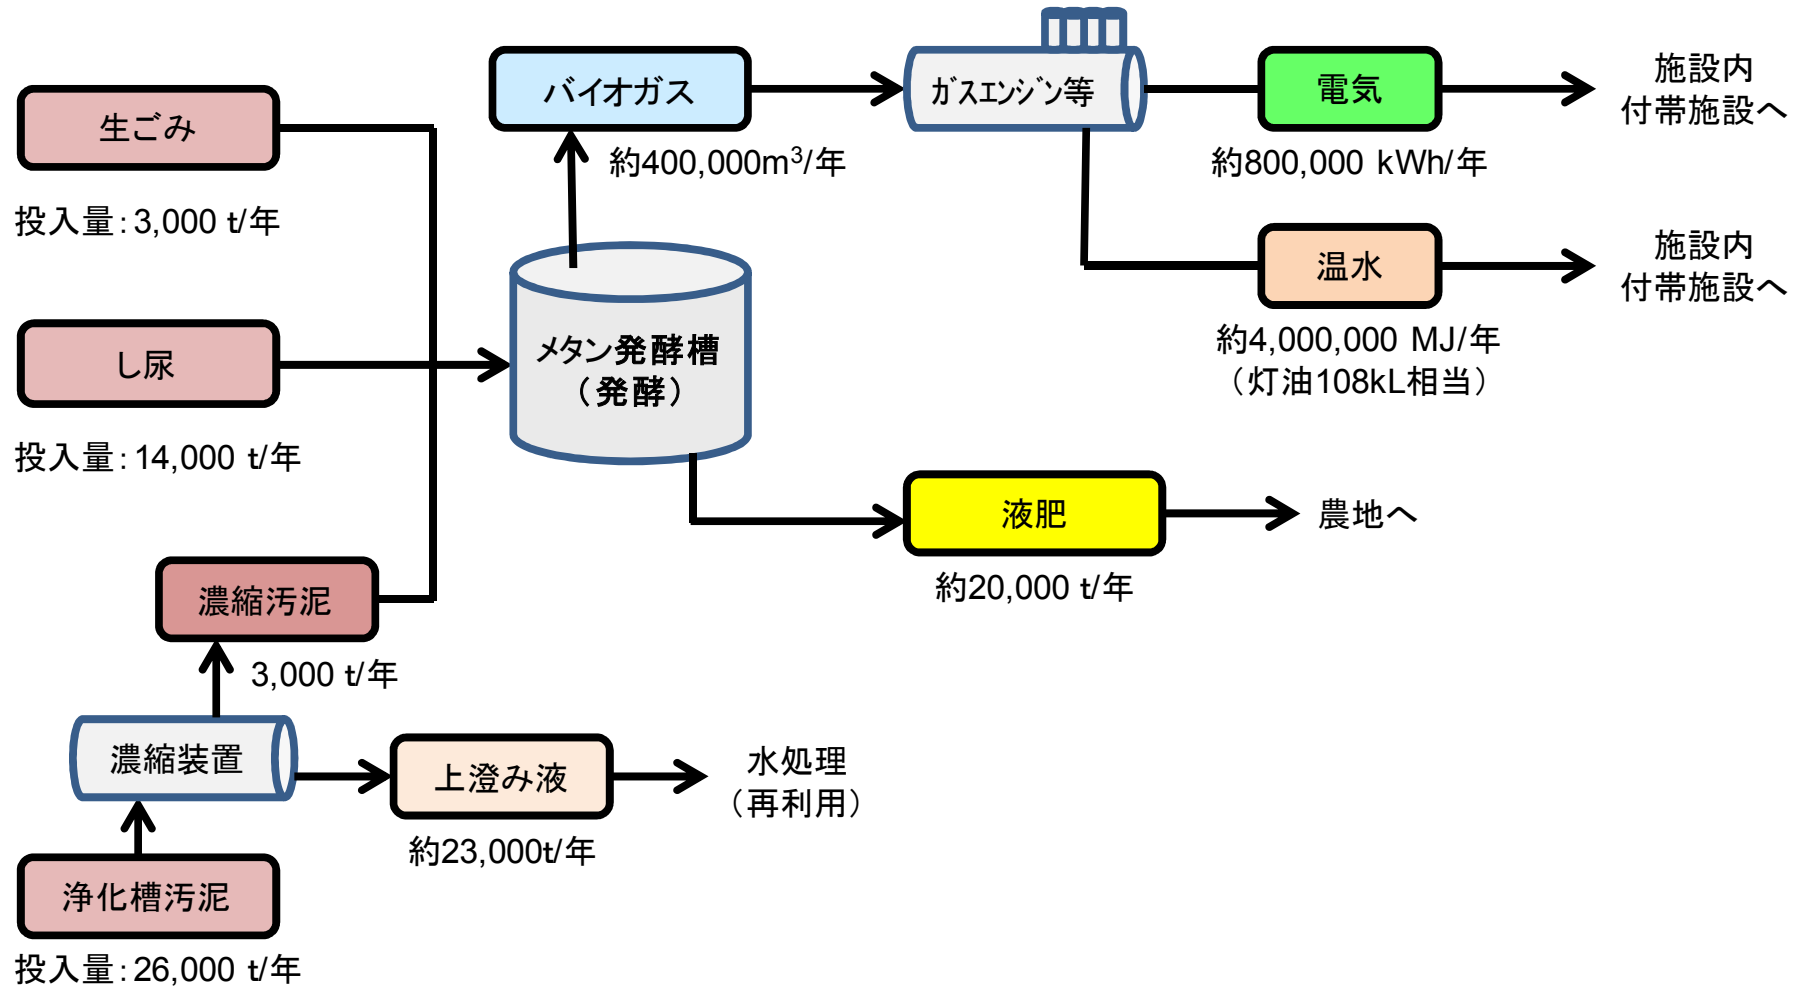 生ごみ
投入量：3,000 t/年
し尿
投入量：14,000 t/年
濃縮汚泥
3,000 t/年
濃縮装置
浄化槽汚泥
投入量：26,000 t/年
上澄み液
約23,000t/年
水処理
（再利用）
メタン発酵槽
（発酵）
バイオガス
約400,000m³/年
ｶﾞｽエンジﾞン等
電気
約800,000 kWh/年
施設内
付帯施設へ
温水
約4,000,000 MJ/年
（灯油108kL相当）
施設内
付帯施設へ
液肥
約20,000 t/年
農地へ